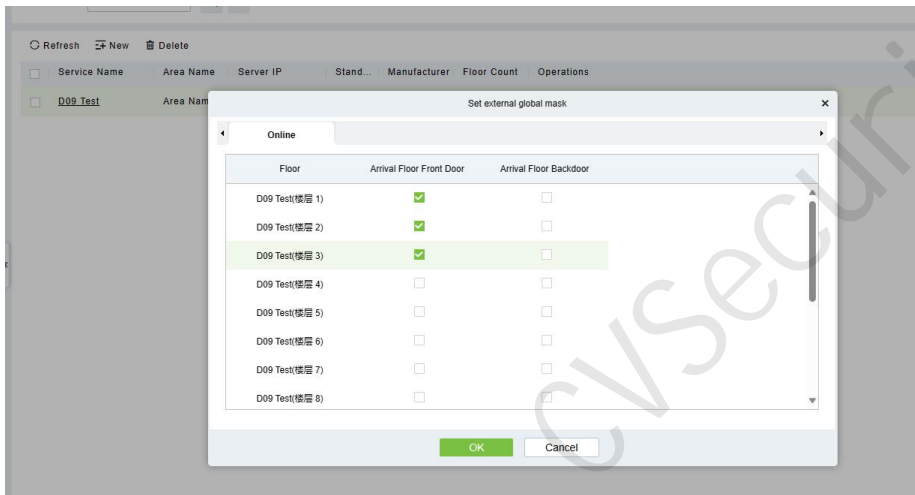 Refresh New Delete
Service Name Area Name Server IP Stand... Manufacturer Floor Count Operations
D09 Test Area Nam
Set external global mask
Online
Floor Arrival Floor Front Door Arrival Floor Backdoor
D09 Test(楼层 1)
D09 Test(楼层 2)
D09 Test(楼层 3)
D09 Test(楼层 4)
D09 Test(楼层 5)
D09 Test(楼层 6)
D09 Test(楼层 7)
D09 Test(楼层 8)
OK Cancel
CVSecuri